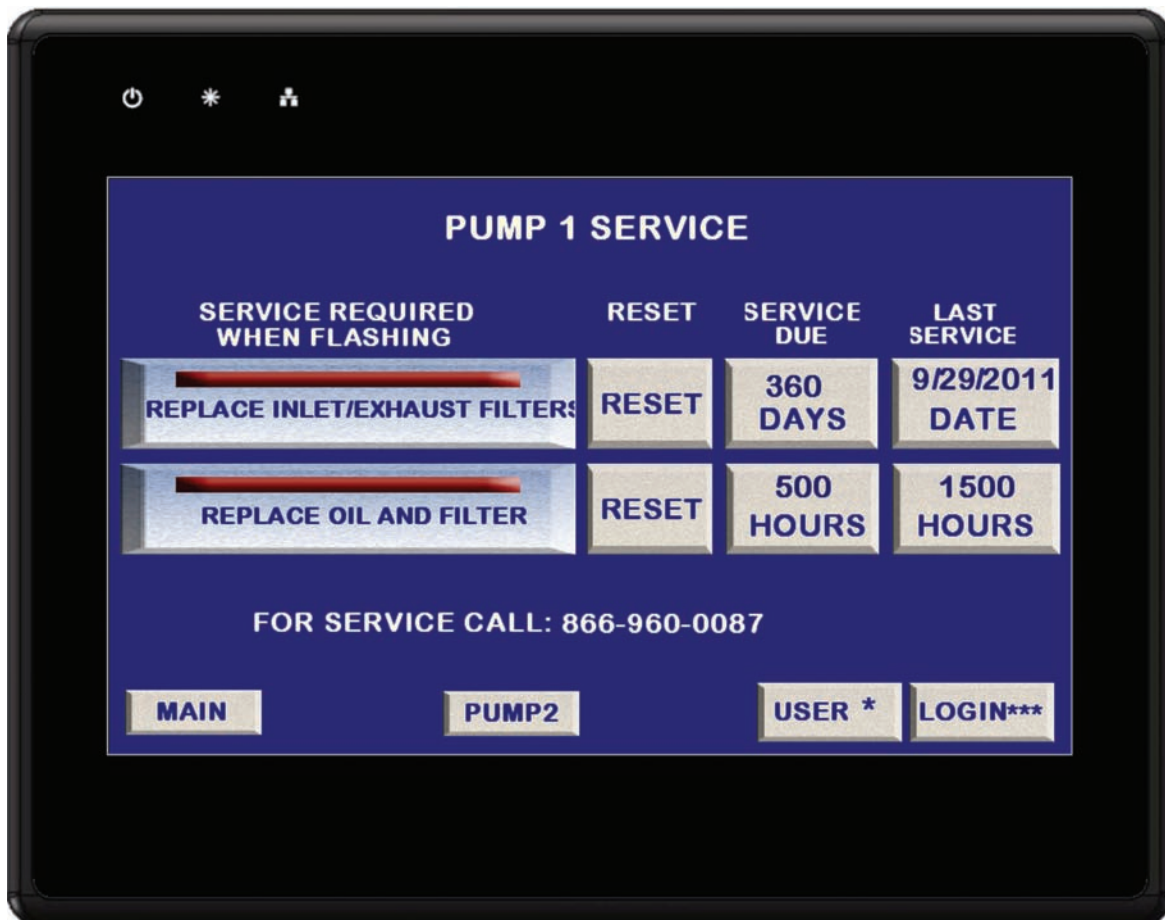 PUMP 1 SERVICE
SERVICE REQUIRED
WHEN FLASHING
RESET
SERVICE
DUE
LAST
SERVICE
REPLACE INLET/EXHAUST FILTERS
RESET
360
DAYS
9/29/2011
DATE
REPLACE OIL AND FILTER
RESET
500
HOURS
1500
HOURS
FOR SERVICE CALL: 866-960-0087
MAIN
PUMP2
USER *
LOGIN***